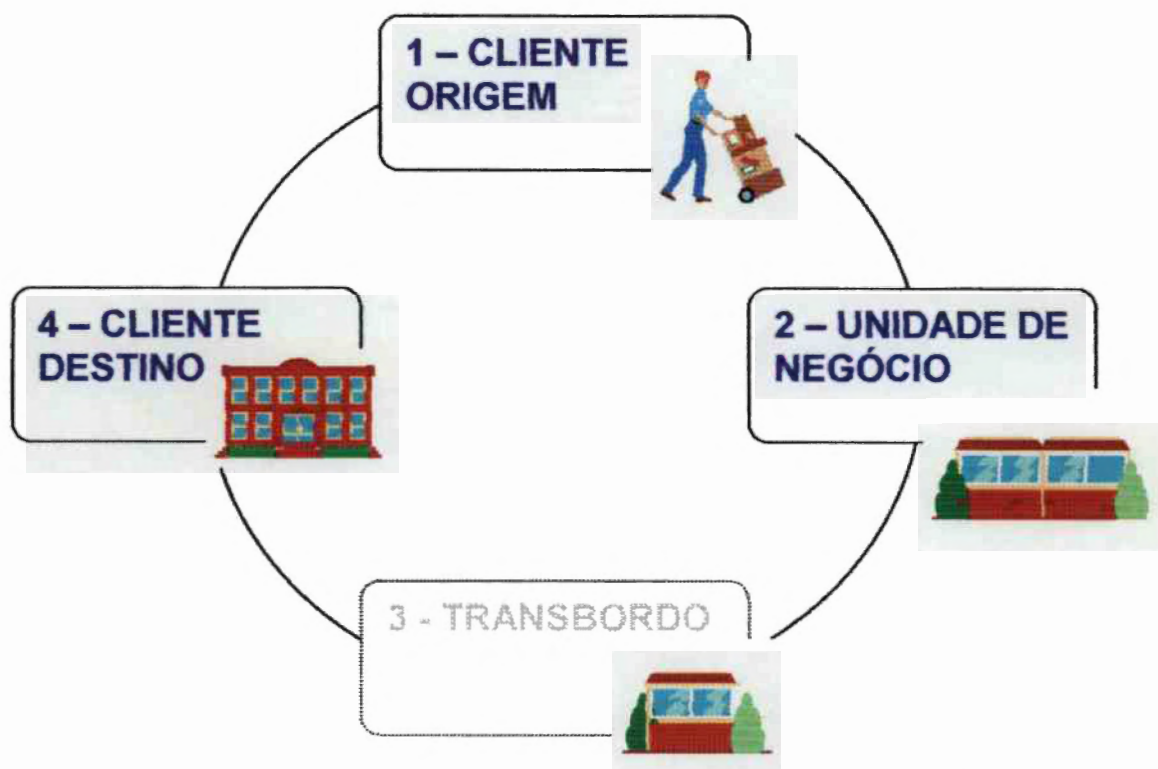 1 – CLIENTE
ORIGEM
2 – UNIDADE DE
NEGÓCIO
3 - TRANSBORDO
4 – CLIENTE
DESTINO